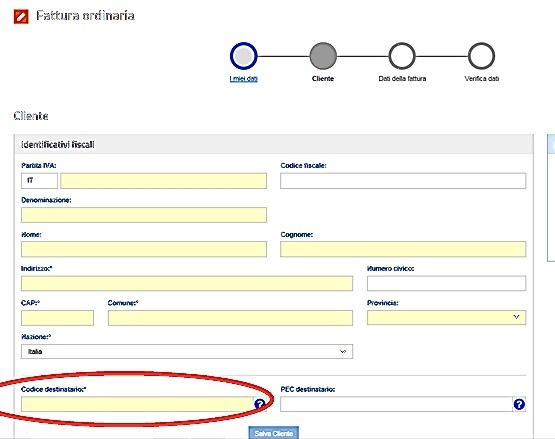 Fattura ordinaria
I miei dati Cliente Dati della fattura Verifica dati
Cliente
Identificativi fiscali
Partita IVA: Codice fiscale:
IT
Denominazione:
Nome: Cognome:
Indirizzo:* Numero civico:
CAP:* Comune:* Provincia:
Nazione:*
Italia
Codice destinatario:* PEC destinatario:
? ?
Salva Cliente